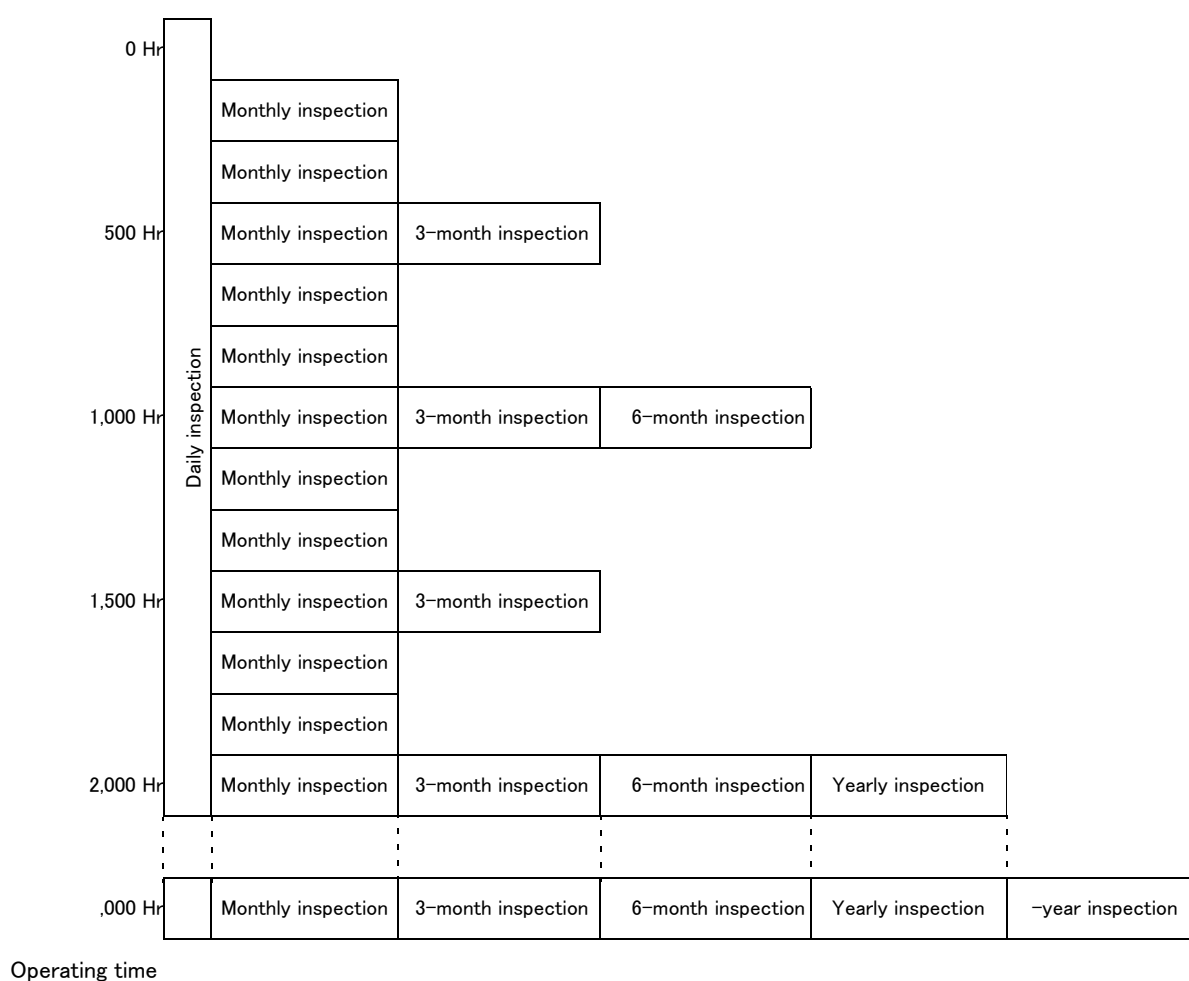 0 Hr
Monthly inspection
Monthly inspection
500 Hr Monthly inspection 3-month inspection
Monthly inspection
Monthly inspection
Daily inspection
1,000 Hr Monthly inspection 3-month inspection 6-month inspection
Monthly inspection
Monthly inspection
1,500 Hr Monthly inspection 3-month inspection
Monthly inspection
Monthly inspection
2,000 Hr Monthly inspection 3-month inspection 6-month inspection Yearly inspection
,000 Hr Monthly inspection 3-month inspection 6-month inspection Yearly inspection -year inspection
Operating time